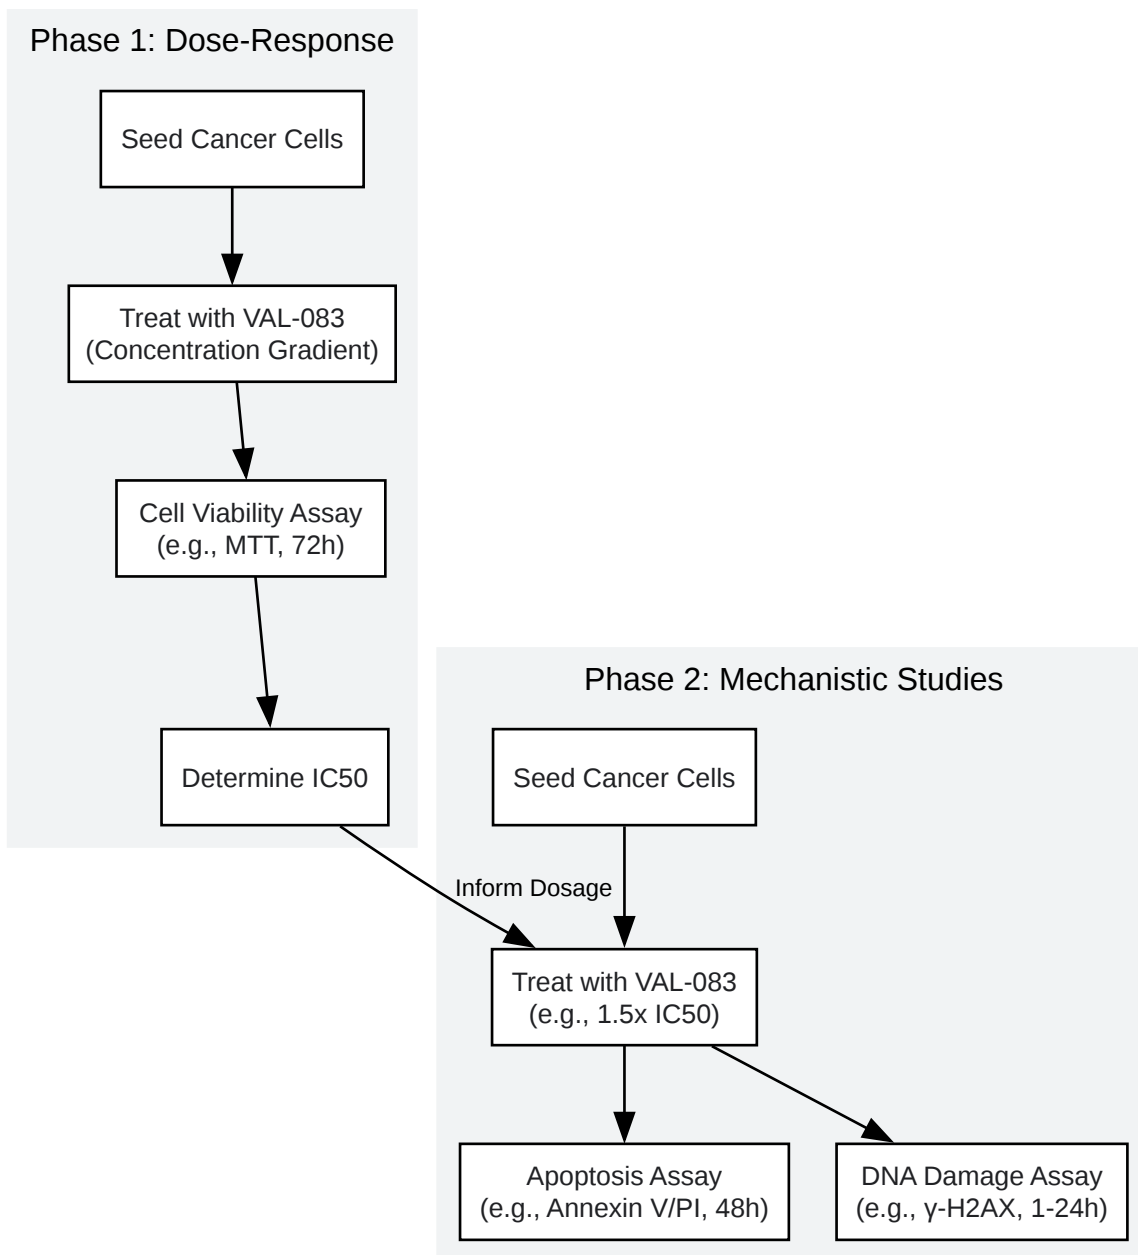 Phase 1: Dose-Response
Seed Cancer Cells
Treat with VAL-083
(Concentration Gradient)
Cell Viability Assay
(e.g., MTT, 72h)
Determine IC50
Phase 2: Mechanistic Studies
Seed Cancer Cells
Inform Dosage
Treat with VAL-083
(e.g., 1.5x IC50)
Apoptosis Assay
(e.g., Annexin V/PI, 48h)
DNA Damage Assay
(e.g., γ-H2AX, 1-24h)